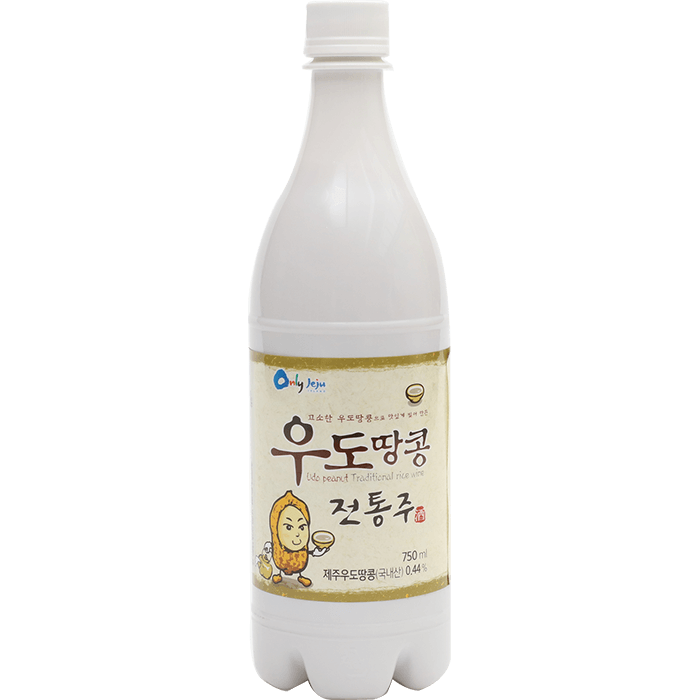 Only Jeju
고소한 우도땅콩으로 맛있게 빚어 만든
우도땅콩
Udo peanut Traditional rice wine
전통주
750 ml
제주우도땅콩(국내산) 0.44%